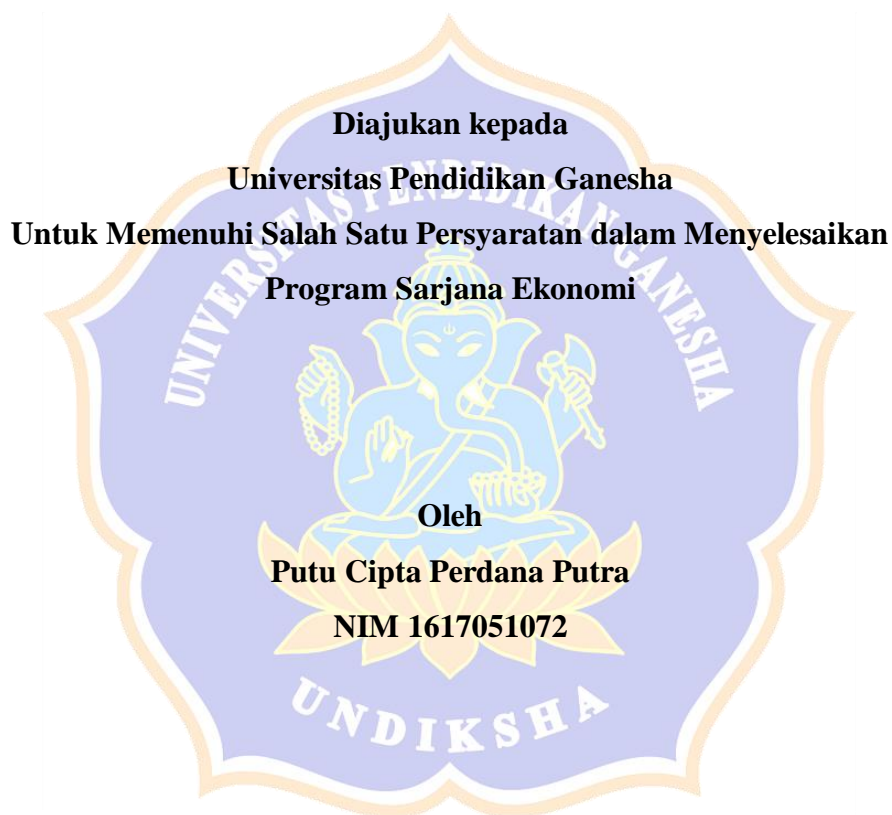 Diajukan kepada
Universitas Pendidikan Ganesha
Untuk Memenuhi Salah Satu Persyaratan dalam Menyelesaikan
Program Sarjana Ekonomi
UNIVERSITAS PENDIDIKAN GANESHA
Oleh
Putu Cipta Perdana Putra
NIM 1617051072
UNDIKSHA